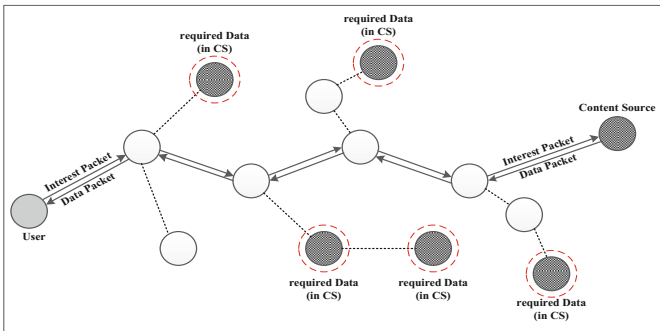 required Data
(in CS)
required Data
(in CS)
Content Source
Interest Packet
Data Packet
Interest Packet
Data Packet
User
required Data
(in CS)
required Data
(in CS)
required Data
(in CS)